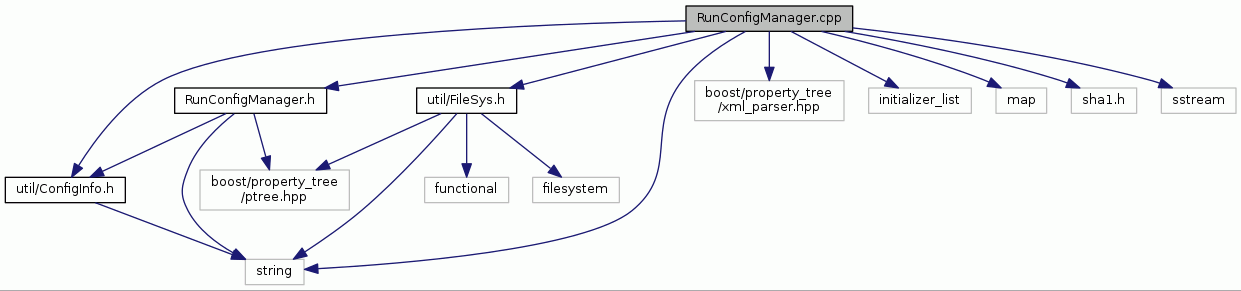 RunConfigManager.cpp
RunConfigManager.h
util/FileSys.h
boost/property_tree
/xml_parser.hpp
initializer_list
map
sha1.h
sstream
util/ConfigInfo.h
boost/property_tree
/ptree.hpp
functional
filesystem
string